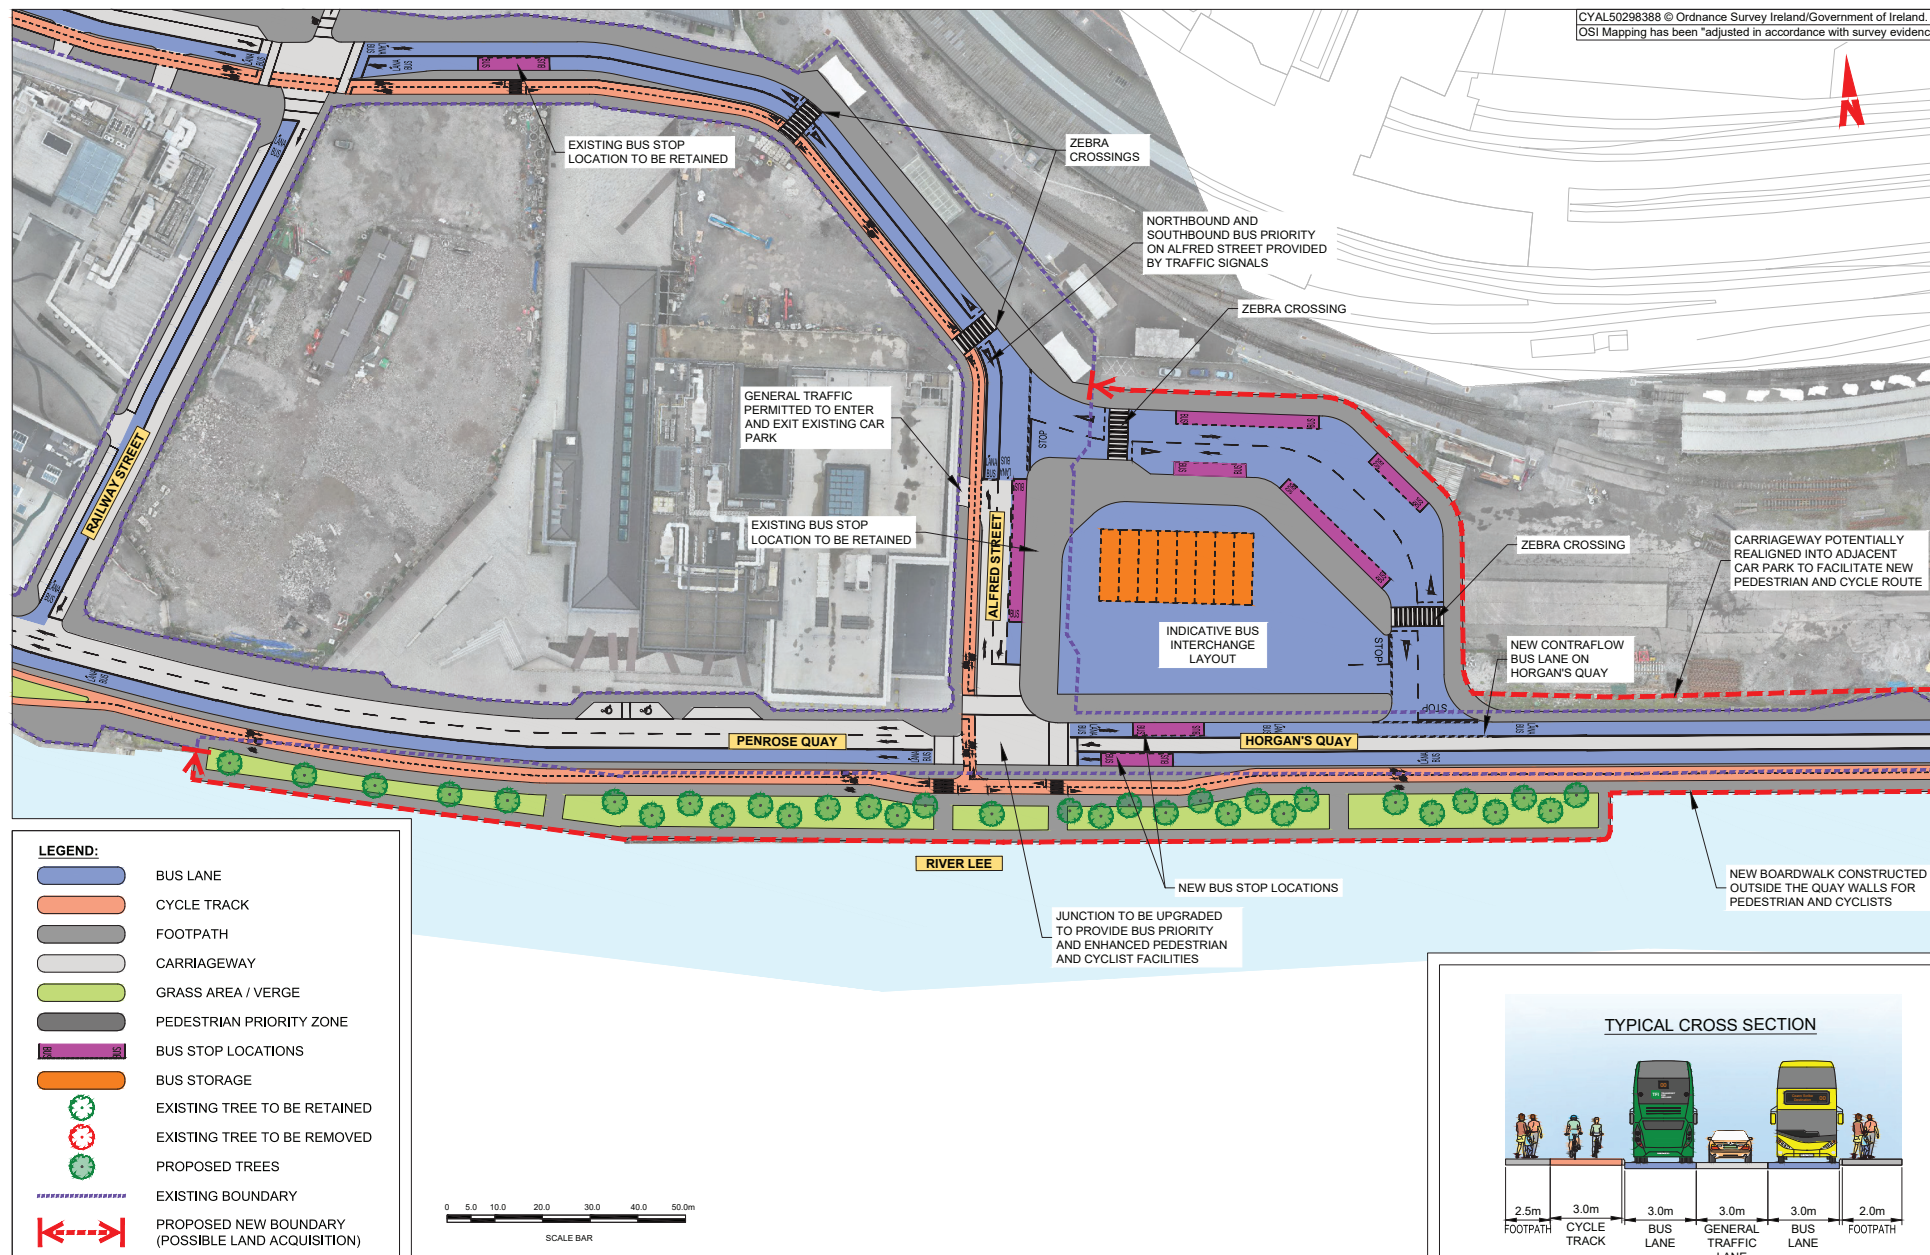 CYAL50298388 © Ordnance Survey Ireland/Government of Ireland.
OSI Mapping has been "adjusted in accordance with survey evidenc
N
EXISTING BUS STOP
LOCATION TO BE RETAINED
ZEBRA
CROSSINGS
NORTHBOUND AND
SOUTHBOUND BUS PRIORITY
ON ALFRED STREET PROVIDED
BY TRAFFIC SIGNALS
ZEBRA CROSSING
GENERAL TRAFFIC
PERMITTED TO ENTER
AND EXIT EXISTING CAR
PARK
RAILWAY STREET
STOP
EXISTING BUS STOP
LOCATION TO BE RETAINED
ALFRED STREET
ZEBRA CROSSING
CARRIAGEWAY POTENTIALLY
REALIGNED INTO ADJACENT
CAR PARK TO FACILITATE NEW
PEDESTRIAN AND CYCLE ROUTE
INDICATIVE BUS
INTERCHANGE
LAYOUT
STOP
NEW CONTRAFLOW
BUS LANE ON
HORGAN'S QUAY
STOP
PENROSE QUAY
HORGAN'S QUAY
RIVER LEE
NEW BUS STOP LOCATIONS
NEW BOARDWALK CONSTRUCTED
OUTSIDE THE QUAY WALLS FOR
PEDESTRIAN AND CYCLISTS
JUNCTION TO BE UPGRADED
TO PROVIDE BUS PRIORITY
AND ENHANCED PEDESTRIAN
AND CYCLIST FACILITIES
LEGEND:
BUS LANE
CYCLE TRACK
FOOTPATH
CARRIAGEWAY
GRASS AREA / VERGE
PEDESTRIAN PRIORITY ZONE
BUS STOP LOCATIONS
BUS STORAGE
EXISTING TREE TO BE RETAINED
EXISTING TREE TO BE REMOVED
PROPOSED TREES
EXISTING BOUNDARY
PROPOSED NEW BOUNDARY
(POSSIBLE LAND ACQUISITION)
0 5.0 10.0 20.0 30.0 40.0 50.0m
SCALE BAR
TYPICAL CROSS SECTION
2.5m 3.0m 3.0m 3.0m 3.0m 2.0m
FOOTPATH CYCLE TRACK BUS LANE GENERAL TRAFFIC LANE BUS LANE FOOTPATH